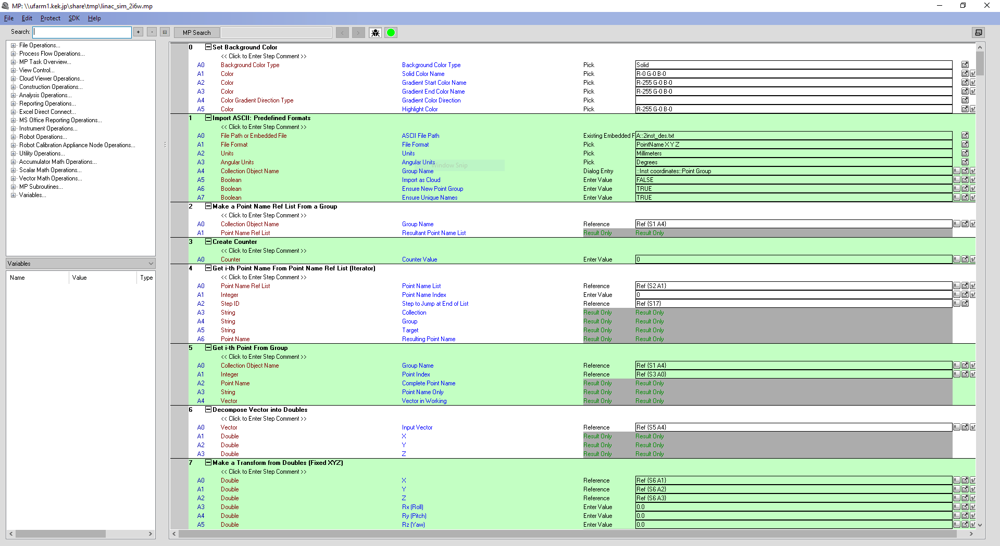 MP: \\ufarm1.kek.jp\share\tmp\linac_sim_2i6w.mp
File Edit Protect SDK Help
Search: + - MP Search < >
File Operations...
Process Flow Operations...
MP Task Overview...
View Control...
Cloud Viewer Operations...
Construction Operations...
Analysis Operations...
Reporting Operations...
Excel Direct Connect...
MS Office Reporting Operations...
Instrument Operations...
Robot Operations...
Robot Calibration Appliance Node Operations...
Utility Operations...
Accumulator Math Operations...
Scalar Math Operations...
Vector Math Operations...
MP Subroutines...
Variables...
Variables
Name Value Type
0 Set Background Color
<< Click to Enter Step Comment >>
A0 Background Color Type Background Color Type Pick Solid
A1 Color Solid Color Name Pick R-0 G-0 B-0
A2 Color Gradient Start Color Name Pick R-255 G-0 B-0
A3 Color Gradient End Color Name Pick R-255 G-0 B-0
A4 Color Gradient Direction Type Gradient Color Direction Pick
A5 Color Highlight Color Pick R-255 G-0 B-0
1 Import ASCII: Predefined Formats
<< Click to Enter Step Comment >>
A0 File Path or Embedded File ASCII File Path Existing Embedded F A::2inst_des.txt
A1 File Format File Format Pick PointName X Y Z
A2 Units Units Pick Millimeters
A3 Angular Units Angular Units Pick Degrees
Window Snip
A4 Collection Object Name Group Name Dialog Entry ::Inst coordinates::Point Group
A5 Boolean Import as Cloud Enter Value FALSE
A6 Boolean Ensure New Point Group Enter Value TRUE
A7 Boolean Ensure Unique Names Enter Value TRUE
2 Make a Point Name Ref List From a Group
<< Click to Enter Step Comment >>
A0 Collection Object Name Group Name Reference Ref {S1 A4}
A1 Point Name Ref List Resultant Point Name List Result Only Result Only
3 Create Counter
<< Click to Enter Step Comment >>
A0 Counter Counter Value Enter Value 0
4 Get i-th Point Name From Point Name Ref List (Iterator)
<< Click to Enter Step Comment >>
A0 Point Name Ref List Point Name List Reference Ref {S2 A1}
A1 Integer Point Name Index Enter Value 0
A2 Step ID Step to Jump at End of List Reference Ref {S17}
A3 String Collection Result Only Result Only
A4 String Group Result Only Result Only
A5 String Target Result Only Result Only
A6 Point Name Resulting Point Name Result Only Result Only
5 Get i-th Point From Group
<< Click to Enter Step Comment >>
A0 Collection Object Name Group Name Reference Ref {S1 A4}
A1 Integer Point Index Reference Ref {S3 A0}
A2 Point Name Complete Point Name Result Only Result Only
A3 String Point Name Only Result Only Result Only
A4 Vector Vector in Working Result Only Result Only
6 Decompose Vector into Doubles
<< Click to Enter Step Comment >>
A0 Vector Input Vector Reference Ref {S5 A4}
A1 Double X Result Only Result Only
A2 Double Y Result Only Result Only
A3 Double Z Result Only Result Only
7 Make a Transform from Doubles (Fixed XYZ)
<< Click to Enter Step Comment >>
A0 Double X Reference Ref {S6 A1}
A1 Double Y Reference Ref {S6 A2}
A2 Double Z Reference Ref {S6 A3}
A3 Double Rx (Roll) Enter Value 0.0
A4 Double Ry (Pitch) Enter Value 0.0
A5 Double Rz (Yaw) Enter Value 0.0